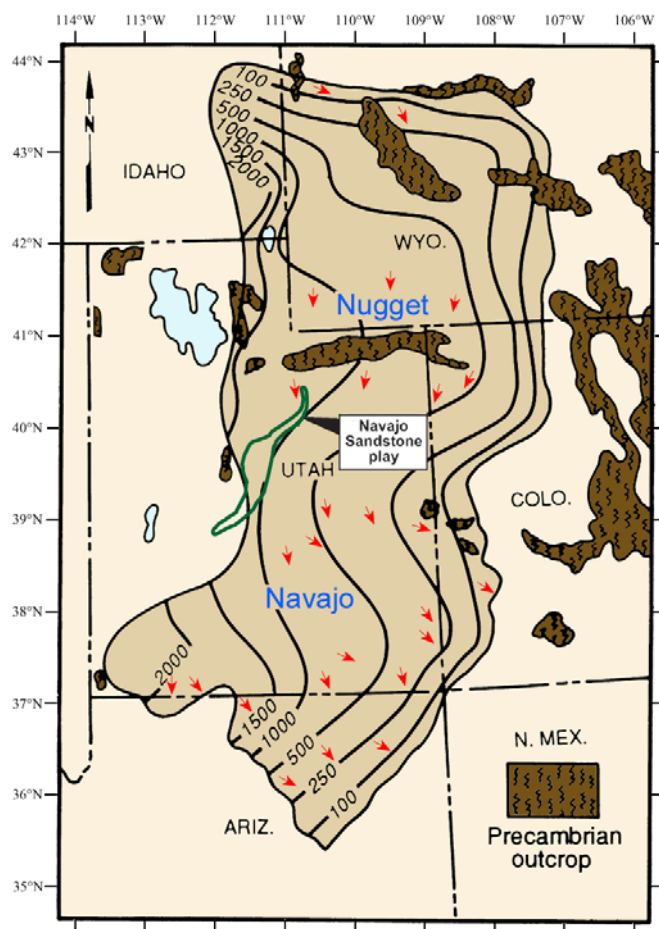 114°W 113°W 112°W 111°W 110°W 109°W 108°W 107°W 106°W
44°N
43°N
42°N
41°N
40°N
39°N
38°N
37°N
36°N
35°N
N
100
250
500
1000
1500
2000
IDAHO
WYO.
Nugget
Navajo
Sandstone
play
UTAH
COLO.
Navajo
2000
1500
1000
500
250
100
ARIZ.
N. MEX.
Precambrian
outcrop